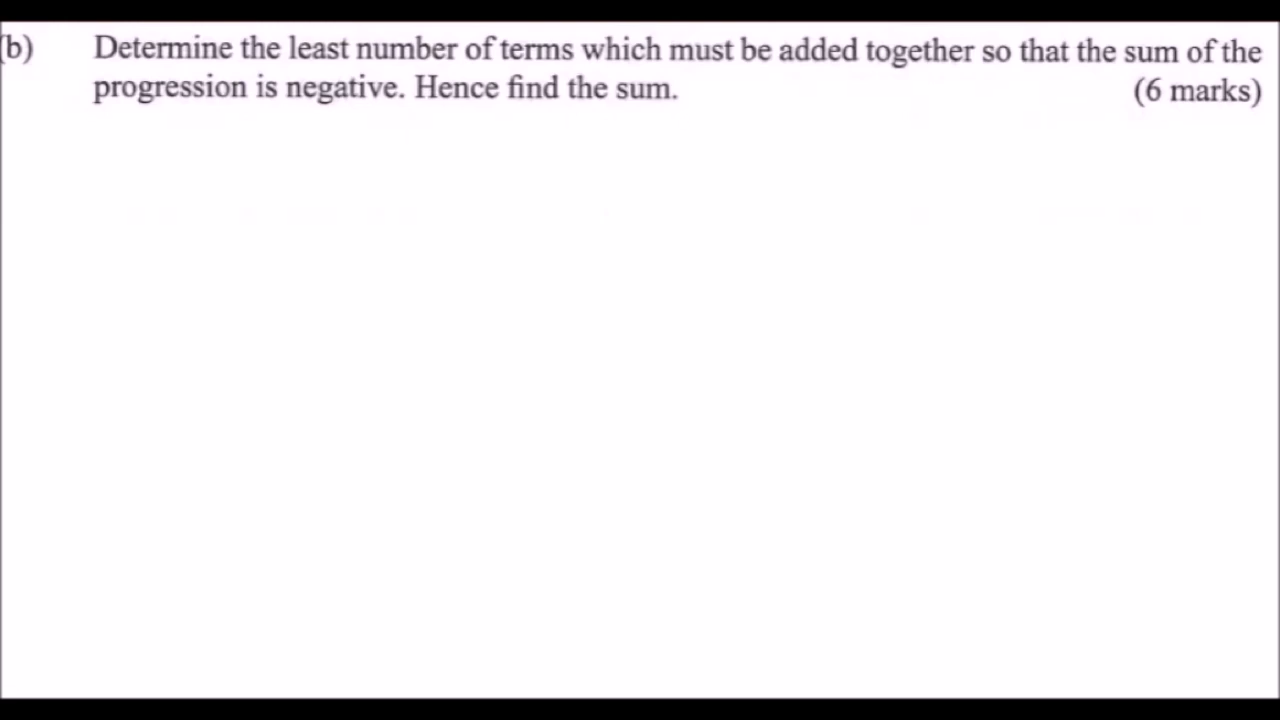 (b) Determine the least number of terms which must be added together so that the sum of the
progression is negative. Hence find the sum. (6 marks)